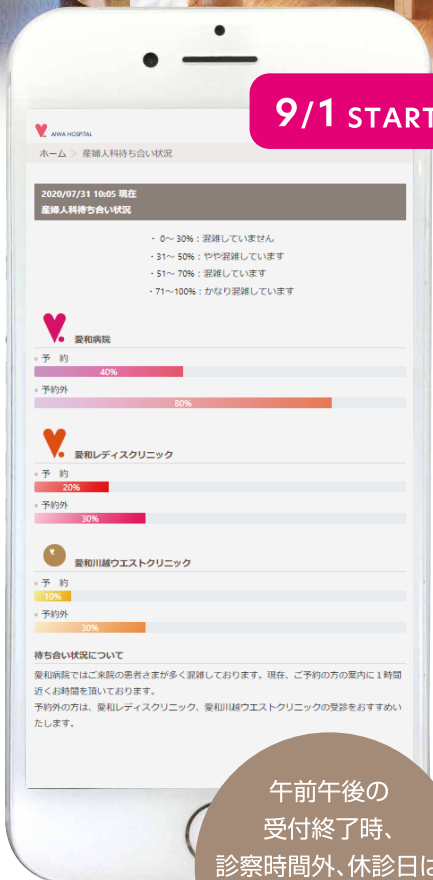 9/1 START
AIWA HOSPITAL
ホーム > 産婦人科待ち合い状況
2020/07/31 10:05 現在
産婦人科待ち合い状況
・ 0～ 30%：混雑していません
・31～ 50%：やや混雑しています
・51～ 70%：混雑しています
・71～100%：かなり混雑しています
愛和病院
予 約
40%
予約外
80%
愛和レディスクリニック
予 約
20%
予約外
30%
愛和川越ウエストクリニック
予 約
10%
予約外
30%
待ち合い状況について
愛和病院ではご来院の患者さまが多く混雑しております。現在、ご予約の方の案内に１時間
近くお時間を頂いております。
予約外の方は、愛和レディスクリニック、愛和川越ウエストクリニックの受診をおすすめい
たします。
午前午後の
受付終了時、
診察時間外、休診日は